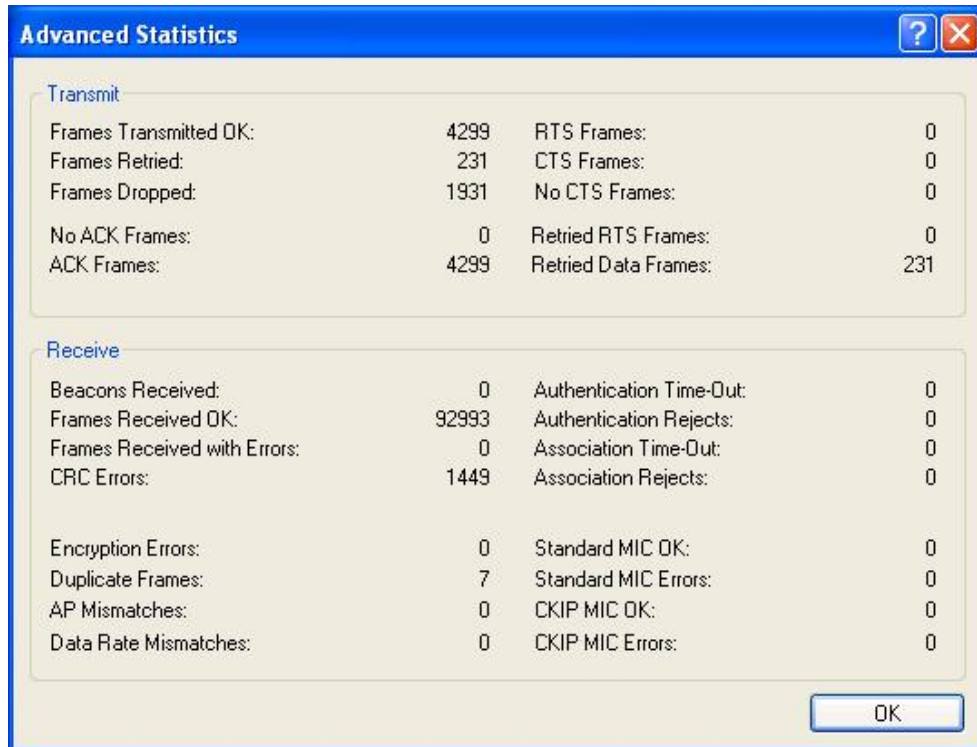 Advanced Statistics
Transmit
Frames Transmitted OK: 4299 RTS Frames: 0
Frames Retried: 231 CTS Frames: 0
Frames Dropped: 1931 No CTS Frames: 0
No ACK Frames: 0 Retried RTS Frames: 0
ACK Frames: 4299 Retried Data Frames: 231
Receive
Beacons Received: 0 Authentication Time-Out: 0
Frames Received OK: 92993 Authentication Rejects: 0
Frames Received with Errors: 0 Association Time-Out: 0
CRC Errors: 1449 Association Rejects: 0
Encryption Errors: 0 Standard MIC OK: 0
Duplicate Frames: 7 Standard MIC Errors: 0
AP Mismatches: 0 CKIP MIC OK: 0
Data Rate Mismatches: 0 CKIP MIC Errors: 0
OK